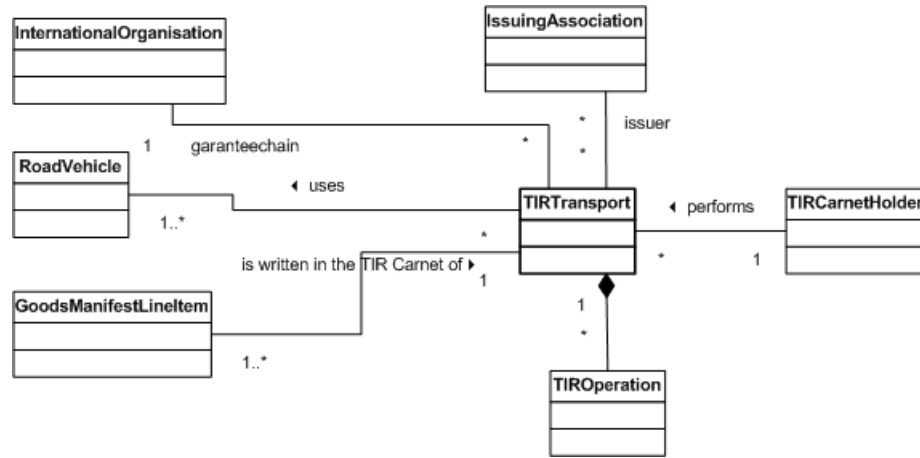 InternationalOrganisation
IssuingAssociation
*
issuer
1
garanteechain
*
*
RoadVehicle
◄ uses
TIRTransport
◄ performs
TIRCarnetHolder
1..*
*
is written in the TIR Carnet of ►
1
*
1
GoodsManifestLineItem
1
1..*
*
TIROperation